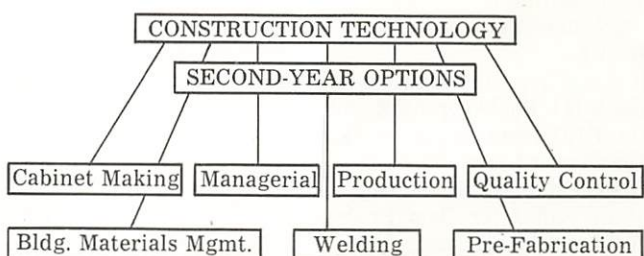 CONSTRUCTION TECHNOLOGY
SECOND-YEAR OPTIONS
Cabinet Making Managerial Production Quality Control
Bldg. Materials Mgmt. Welding Pre-Fabrication